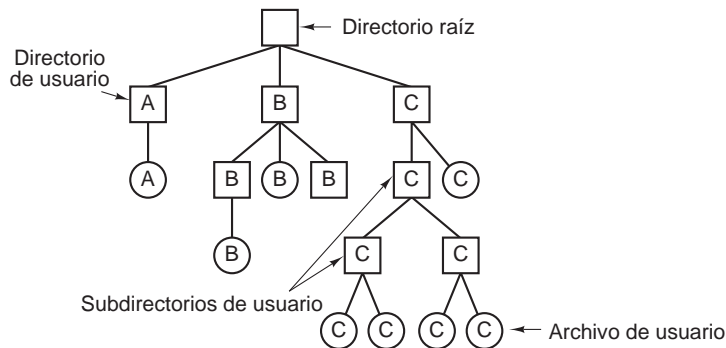 Directorio raíz
Directorio
de usuario
A B C
A B B B C C
B C C
Subdirectorios de usuario
C C C C
Archivo de usuario